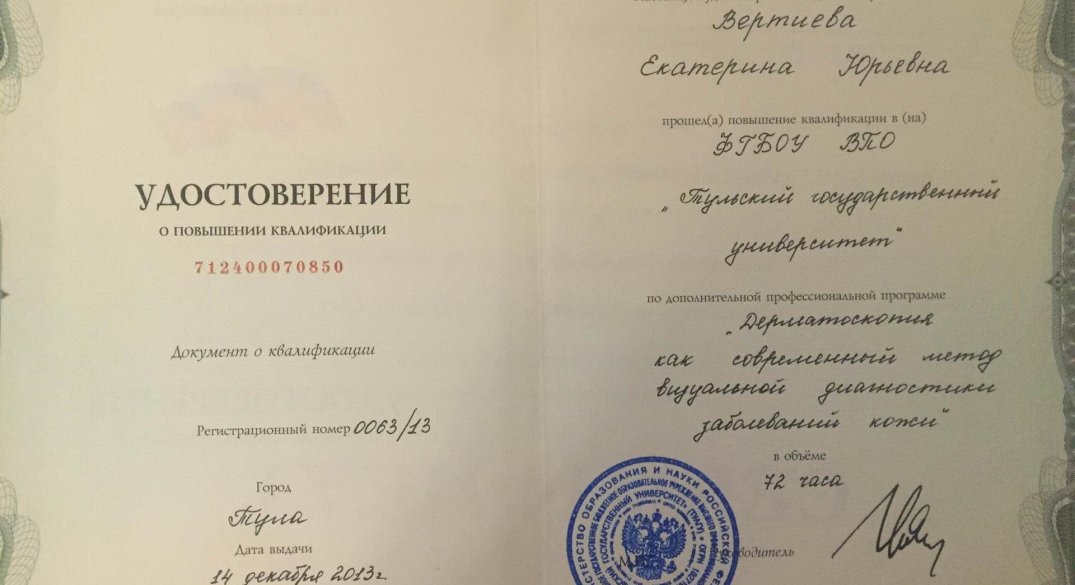 УДОСТОВЕРЕНИЕ
О ПОВЫШЕНИИ КВАЛИФИКАЦИИ
712400070850
Документ о квалификации
Регистрационный номер 0063/13
Город
Тула
Дата выдачи
14 декабря 2013г.
Вертиева
Екатерина Юрьевна
прошел(а) повышение квалификации в (на)
ФГБОУ ВПО
„Тульский государственный
университет"
по дополнительной профессиональной программе
„Дерматоскопия
как современный метод
визуальной диагностики
заболеваний кожи"
в объёме
72 часа
Руководитель